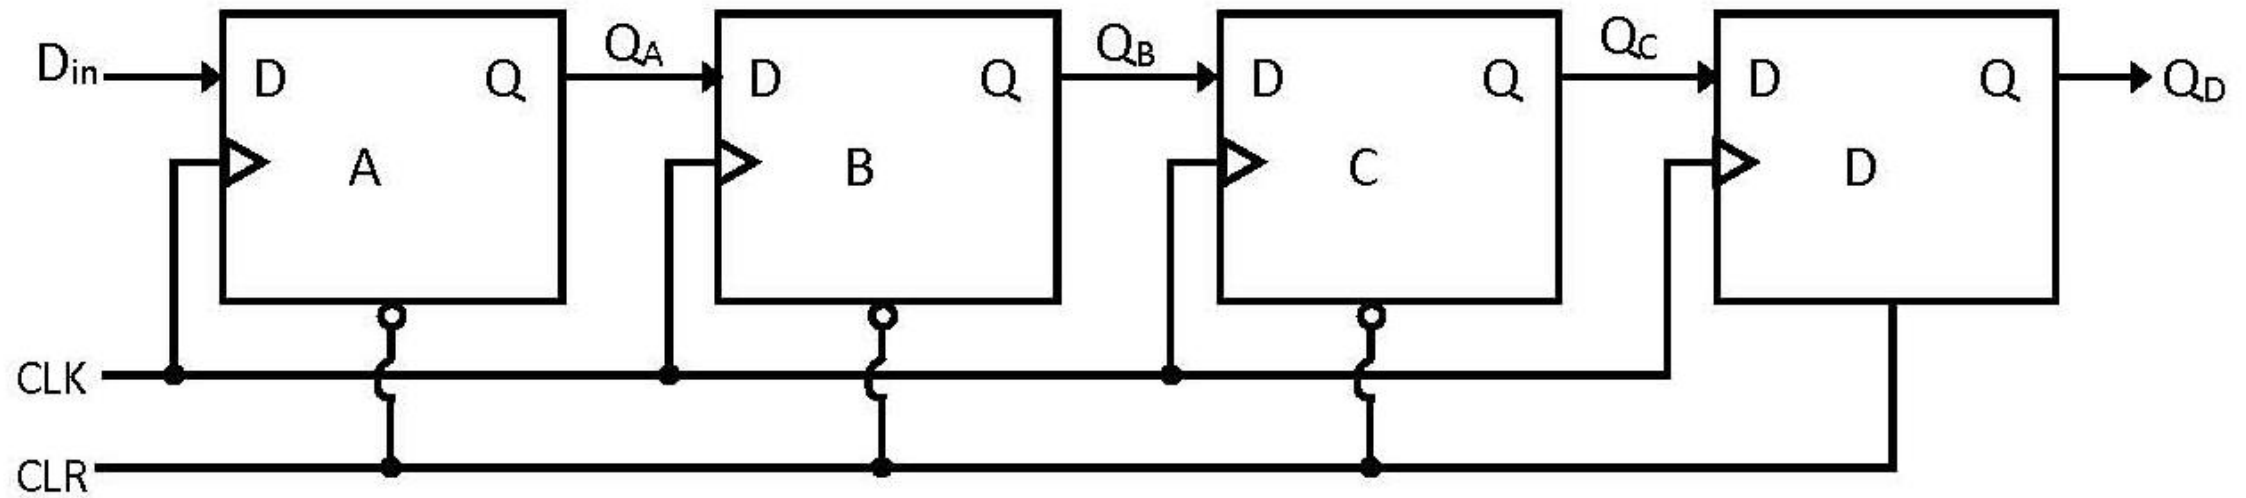 Din D Q QA D Q QB D Q QC D Q QD
A B C D
CLK
CLR